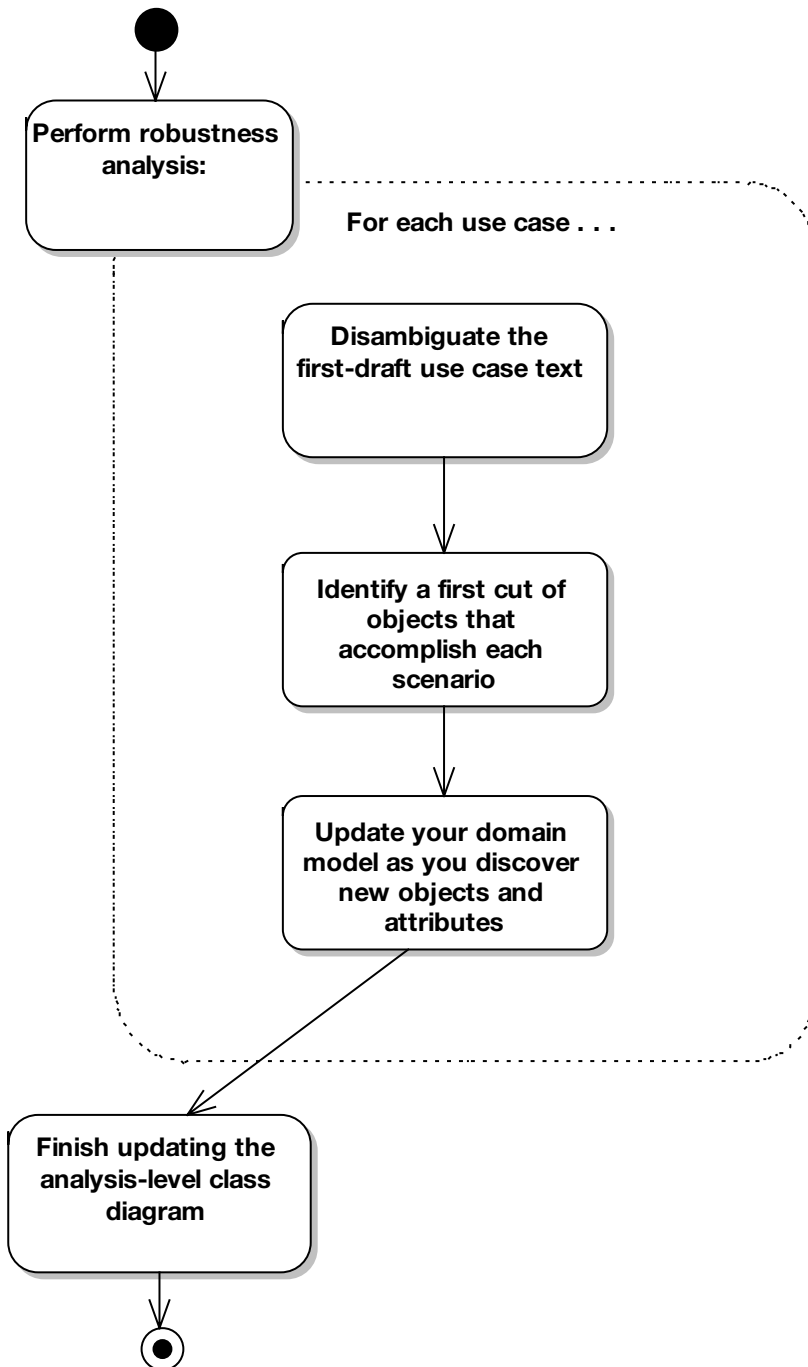 Perform robustness
analysis:
For each use case . . .
Disambiguate the
first-draft use case text
Identify a first cut of
objects that
accomplish each
scenario
Update your domain
model as you discover
new objects and
attributes
Finish updating the
analysis-level class
diagram